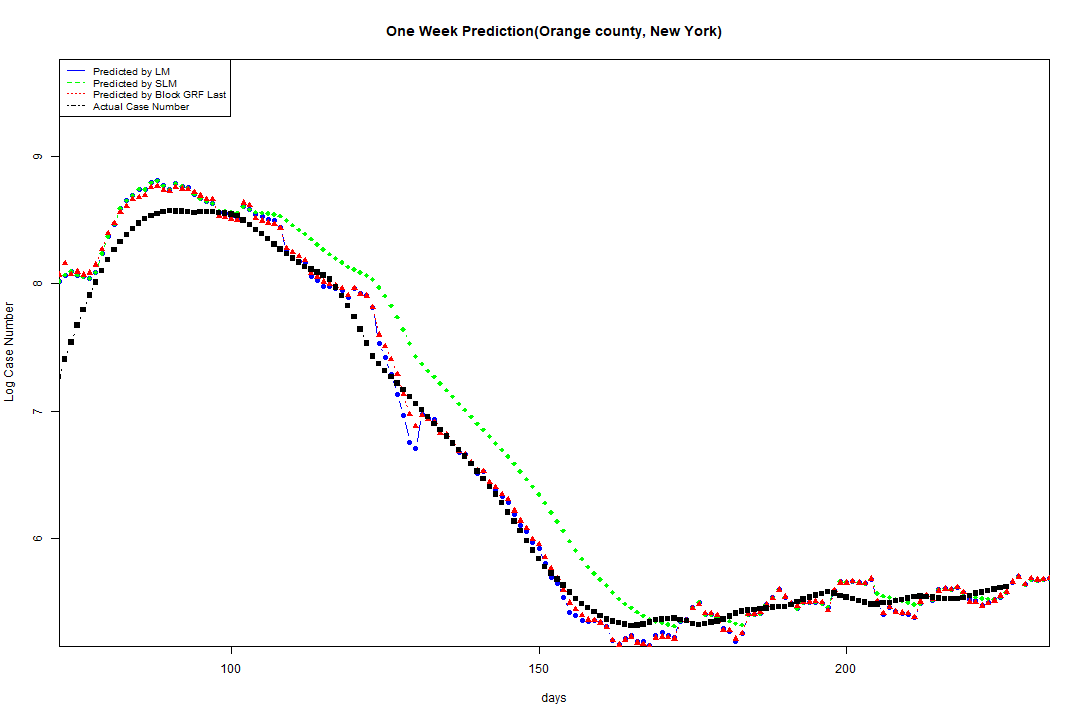 One Week Prediction(Orange county, New York)
Predicted by LM
Predicted by SLM
Predicted by Block GRF Last
Actual Case Number
9
8
7
6
Log Case Number
100
150
200
days